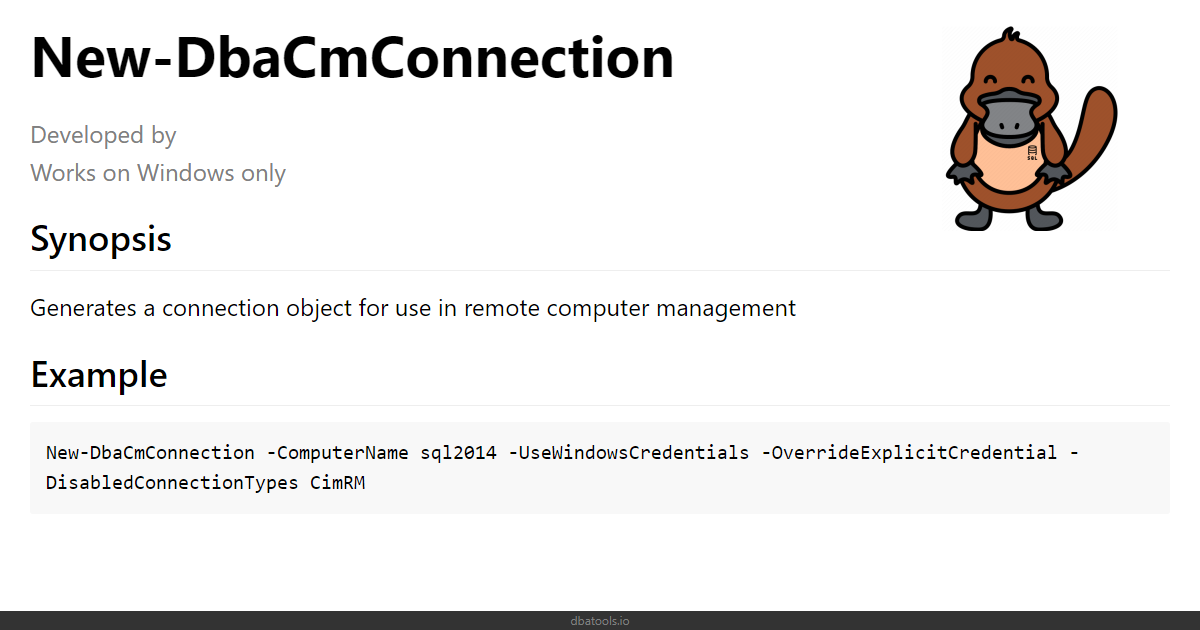 New-DbaCmConnection
Developed by
Works on Windows only
SQL
Synopsis
Generates a connection object for use in remote computer management
Example
New-DbaCmConnection -ComputerName sql2014 -UseWindowsCredentials -OverrideExplicitCredential -
DisabledConnectionTypes CimRM
dbatools.io